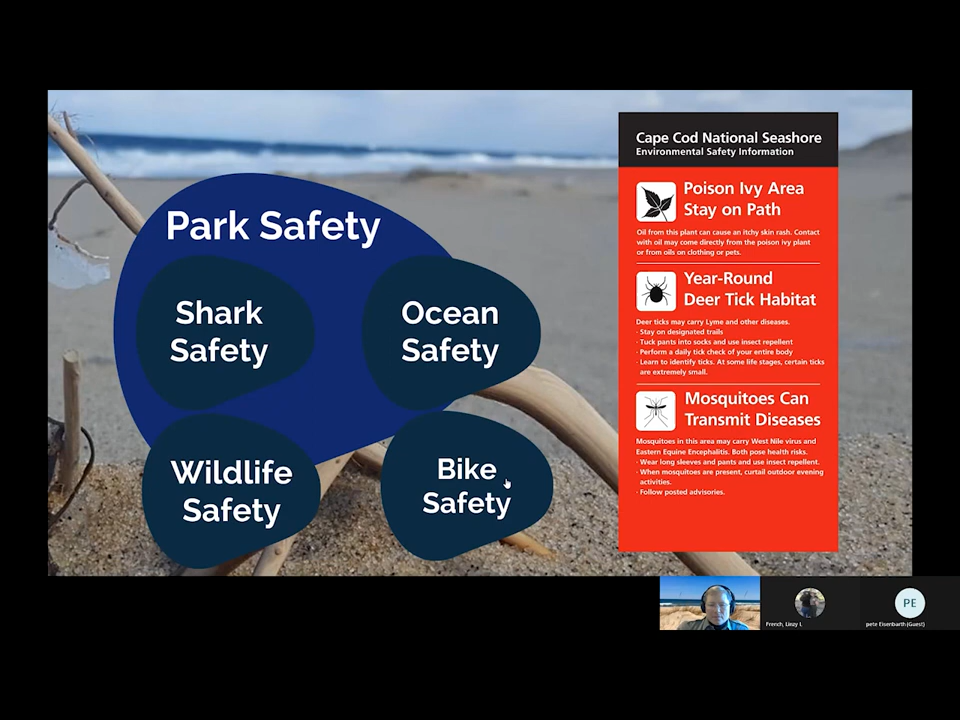 Park Safety
Shark
Safety
Ocean
Safety
Wildlife
Safety
Bike
Safety
Cape Cod National Seashore
Environmental Safety Information
Poison Ivy Area
Stay on Path
Oil from this plant can cause an itchy skin rash. Contact
with oil may come directly from the poison ivy plant
or from oils on clothing or pets.
Year-Round
Deer Tick Habitat
Deer ticks may carry Lyme and other diseases.
· Stay on designated trails
· Tuck pants into socks and use insect repellent
· Perform a daily tick check of your entire body
· Learn to identify ticks. At some life stages, certain ticks
are extremely small.
Mosquitoes Can
Transmit Diseases
Mosquitoes in this area may carry West Nile virus and
Eastern Equine Encephalitis. Both pose health risks.
· Wear long sleeves and pants and use insect repellent.
· When mosquitoes are present, curtail outdoor evening
activities.
· Follow posted advisories.
PE
French, Linzy L
pete Eisenbarth (Guest)